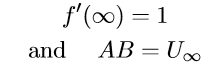 f′(∞) = 1
and AB = U∞